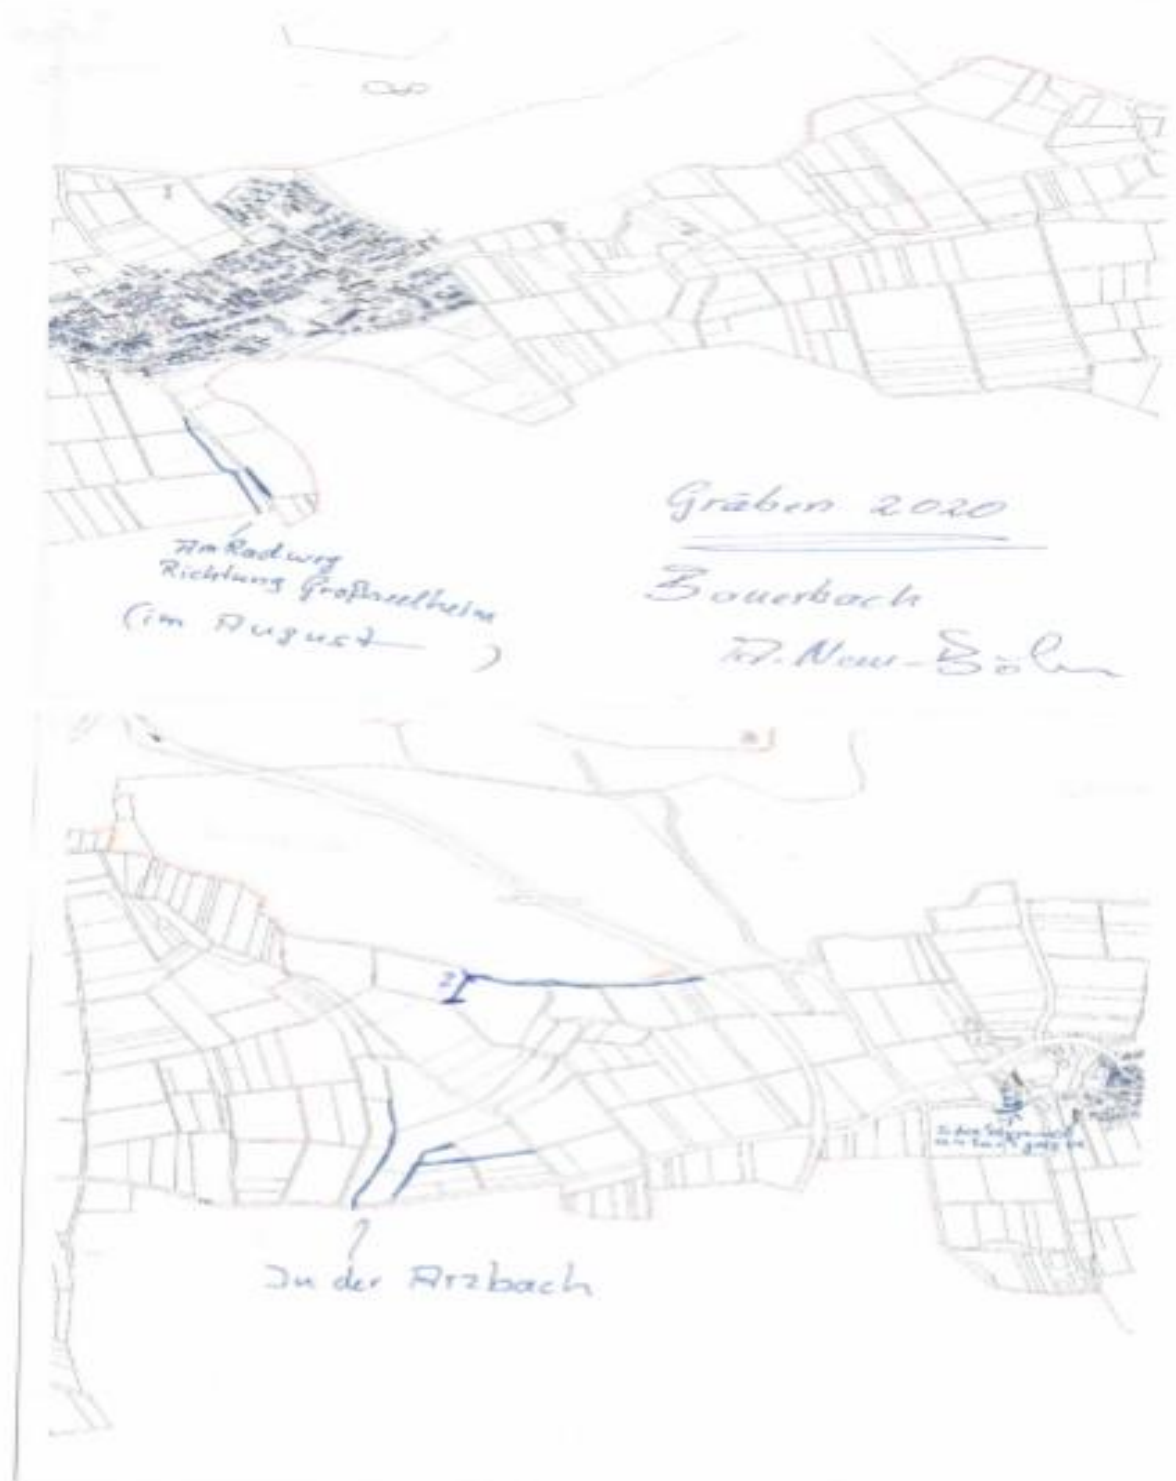 Am Radweg
Richtung Großseelheim
(im August )
Gräben 2020
Bauerbach
In der Arzbach